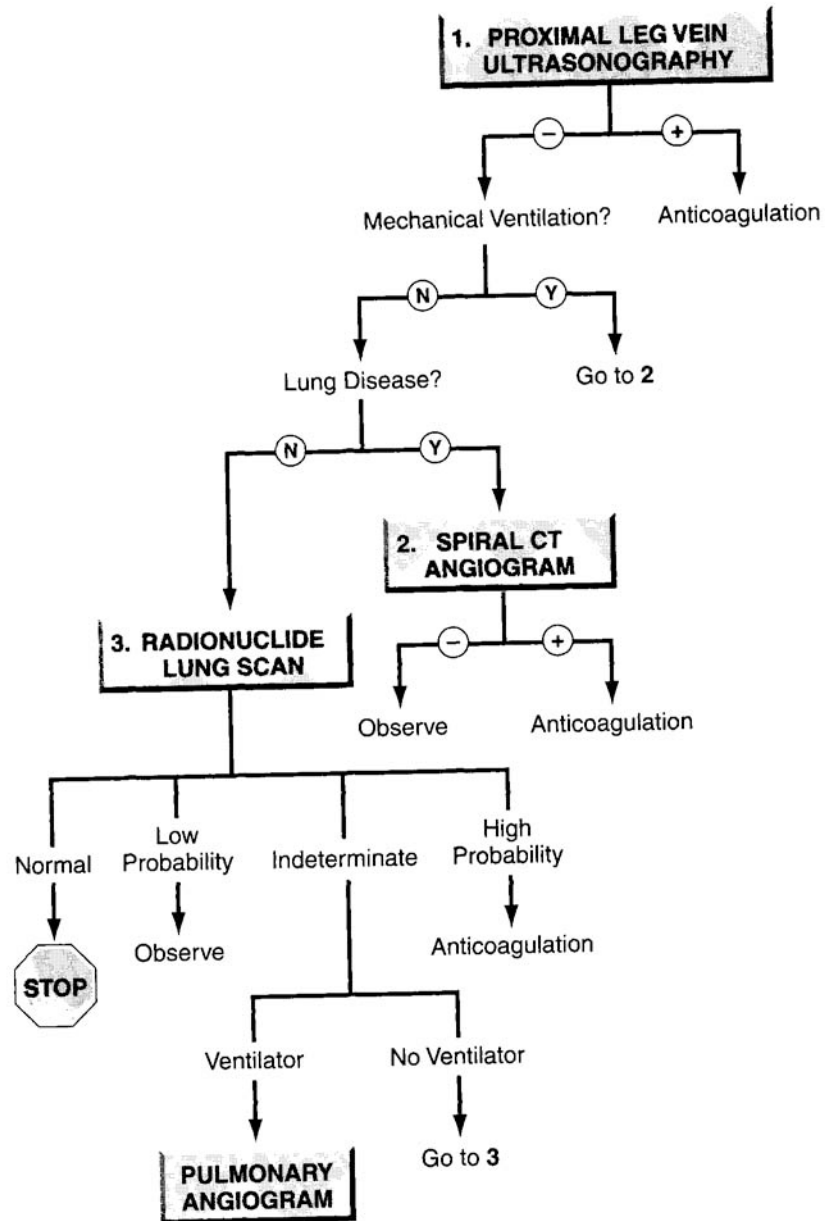 1. PROXIMAL LEG VEIN
ULTRASONOGRAPHY
− +
Mechanical Ventilation? Anticoagulation
N Y
Lung Disease? Go to 2
N Y
2. SPIRAL CT
ANGIOGRAM
3. RADIONUCLIDE
LUNG SCAN
− +
Observe Anticoagulation
Normal
Low
Probability
Indeterminate
High
Probability
STOP
Observe
Anticoagulation
Ventilator No Ventilator
PULMONARY
ANGIOGRAM
Go to 3